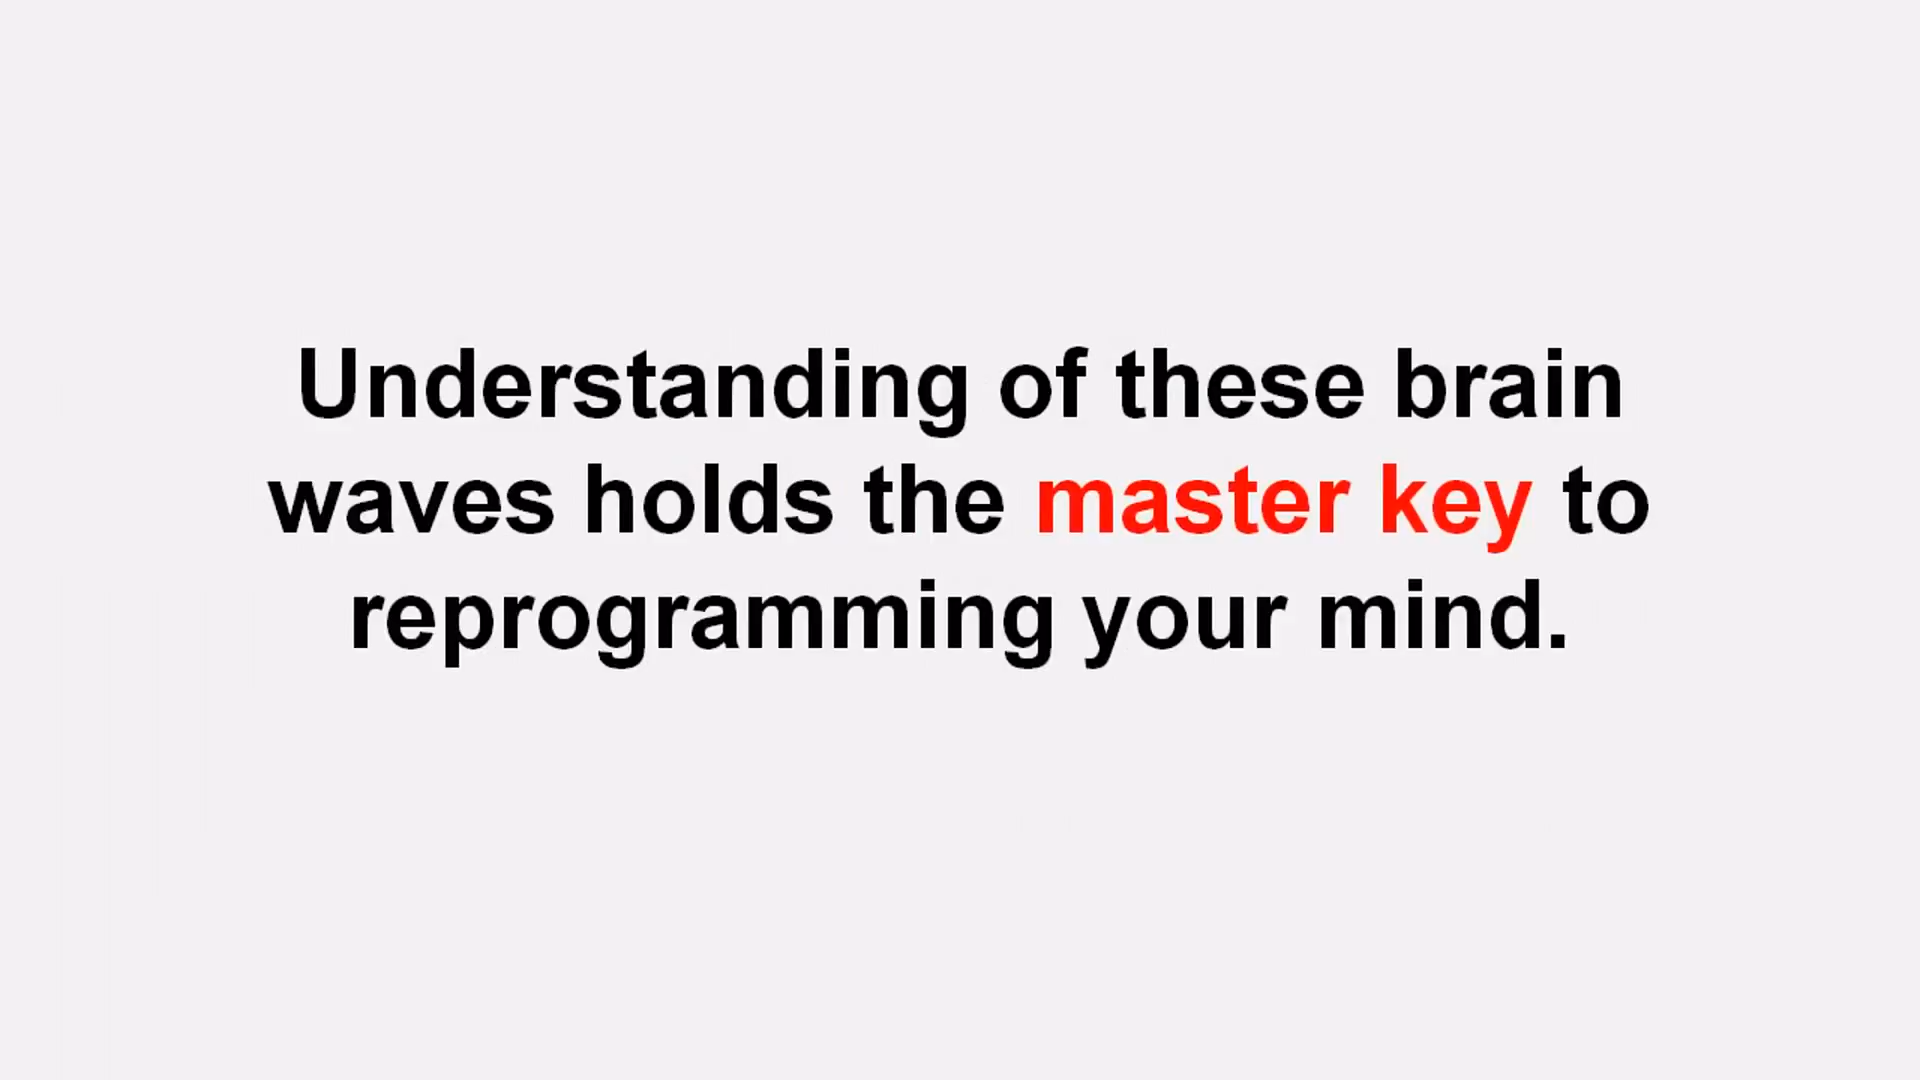 Understanding of these brain
waves holds the master key to
reprogramming your mind.